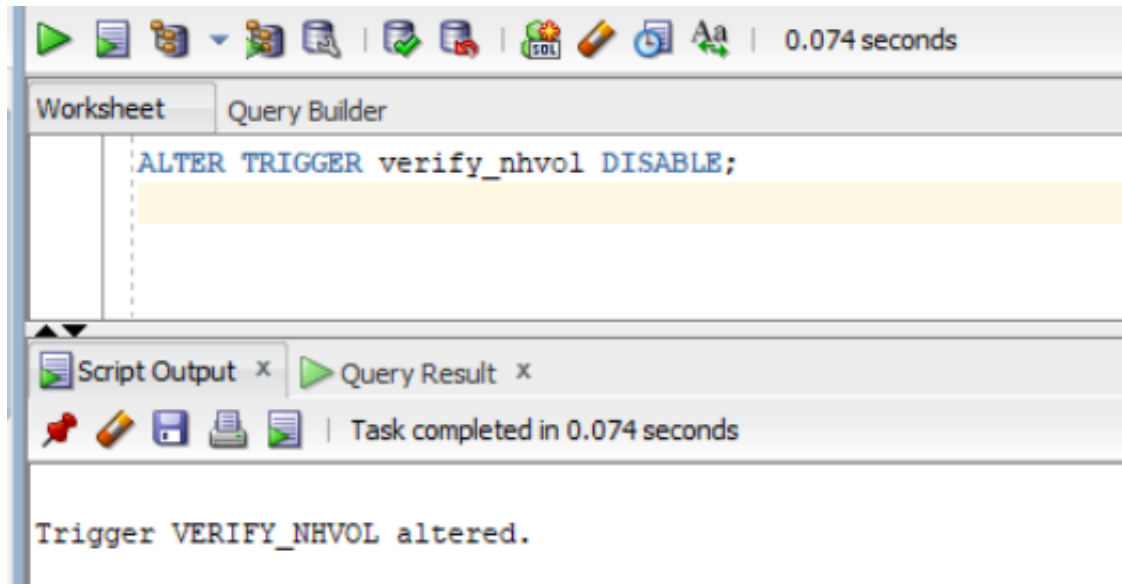 0.074 seconds
Worksheet Query Builder
ALTER TRIGGER verify_nhvol DISABLE;
Script Output x Query Result x
Task completed in 0.074 seconds
Trigger VERIFY_NHVOL altered.